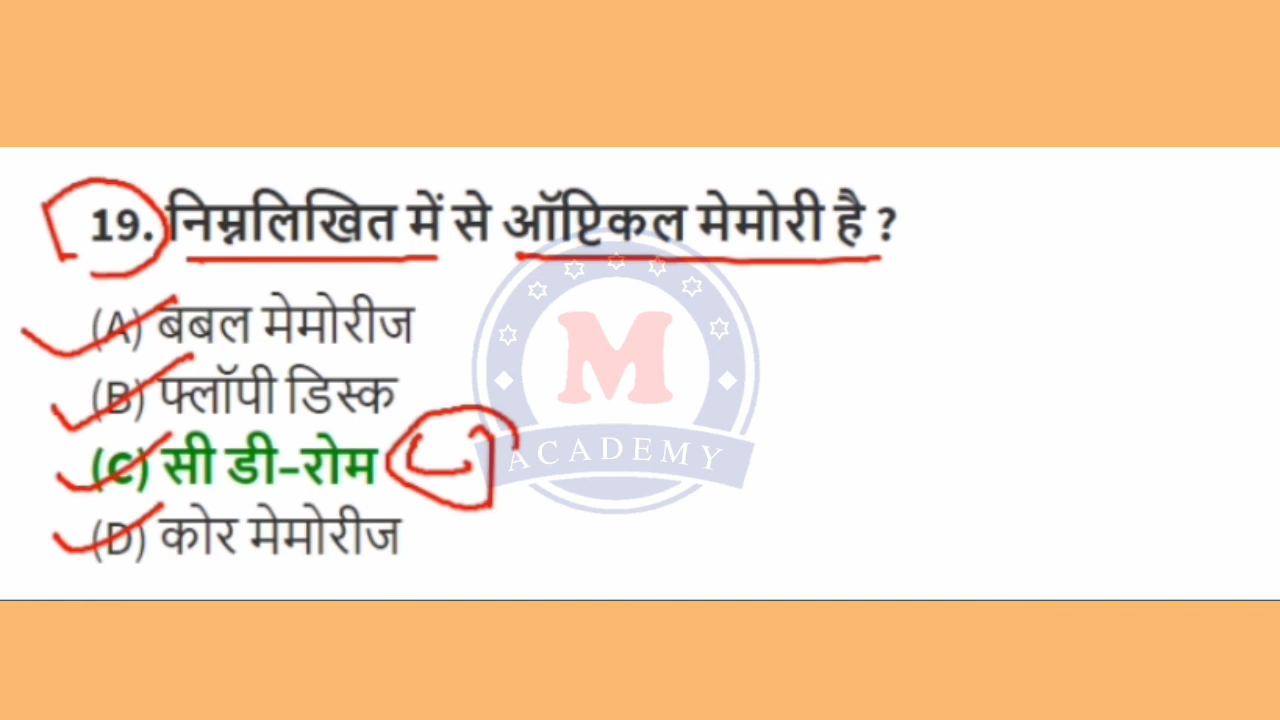 19. निम्नलिखित में से ऑप्टिकल मेमोरी है ?
(A) बबल मेमोरीज
(B) फ्लॉपी डिस्क
(C) सी डी-रोम
(D) कोर मेमोरीज
M
ACADEMY